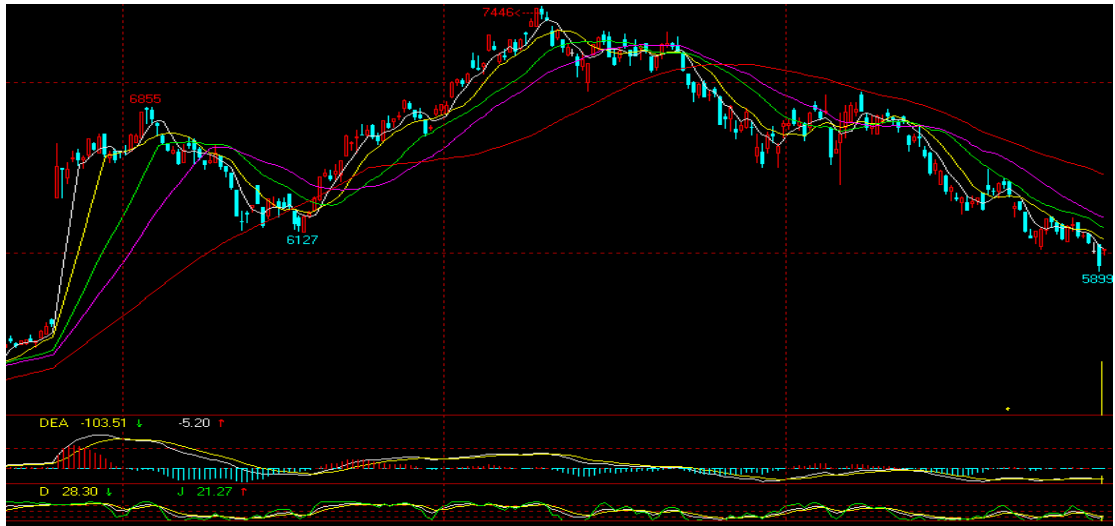 7446
6855
6127
5899
DEA -103.51 ↓ -5.20 ↑
D 28.30 ↓ J 21.27 ↑